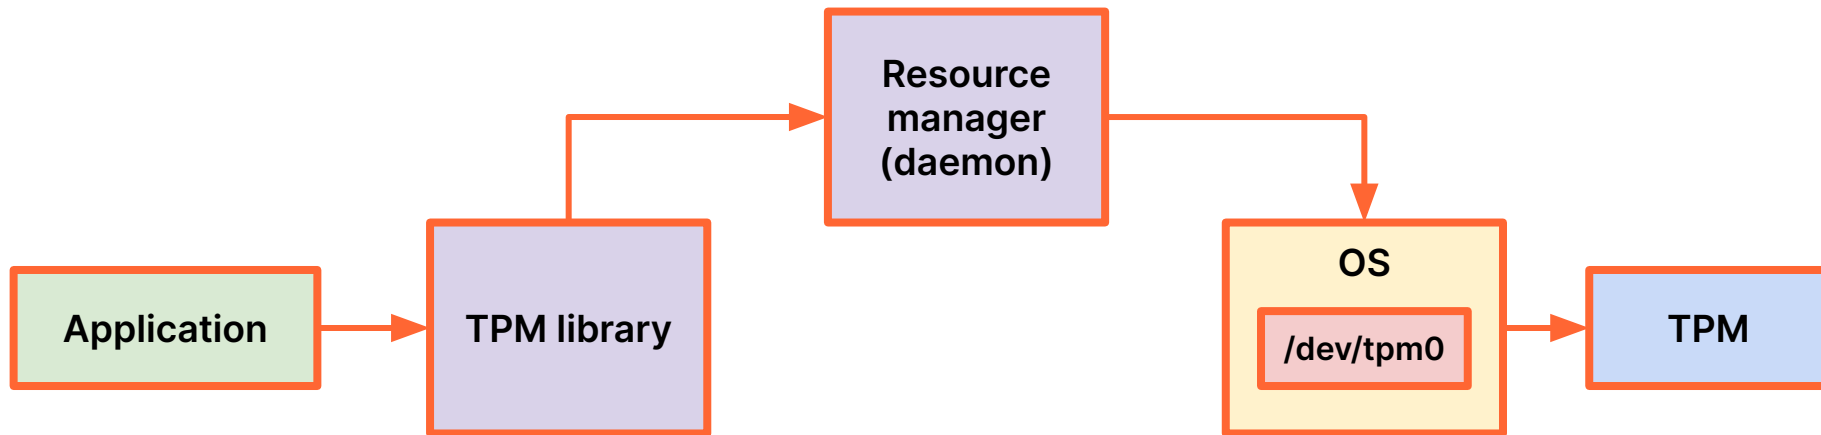 Application
TPM library
Resource
manager
(daemon)
OS
/dev/tpm0
TPM